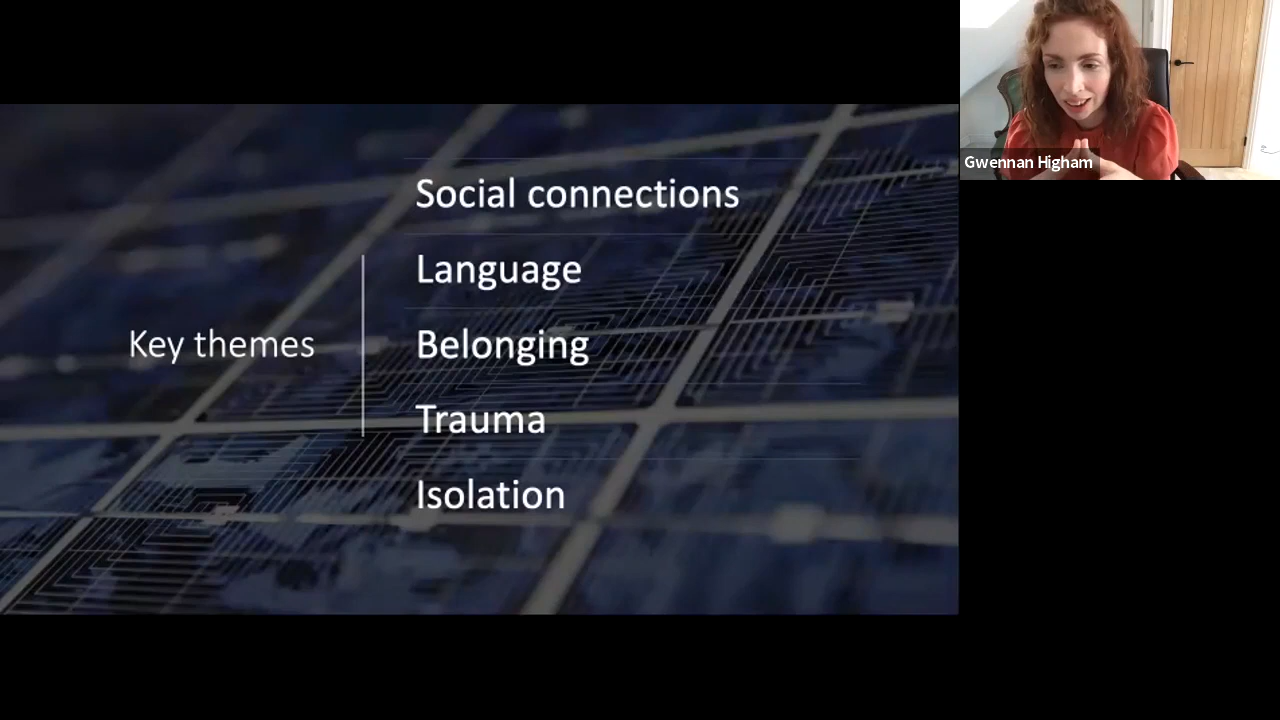 Gwennan Higham
Key themes
Social connections
Language
Belonging
Trauma
Isolation